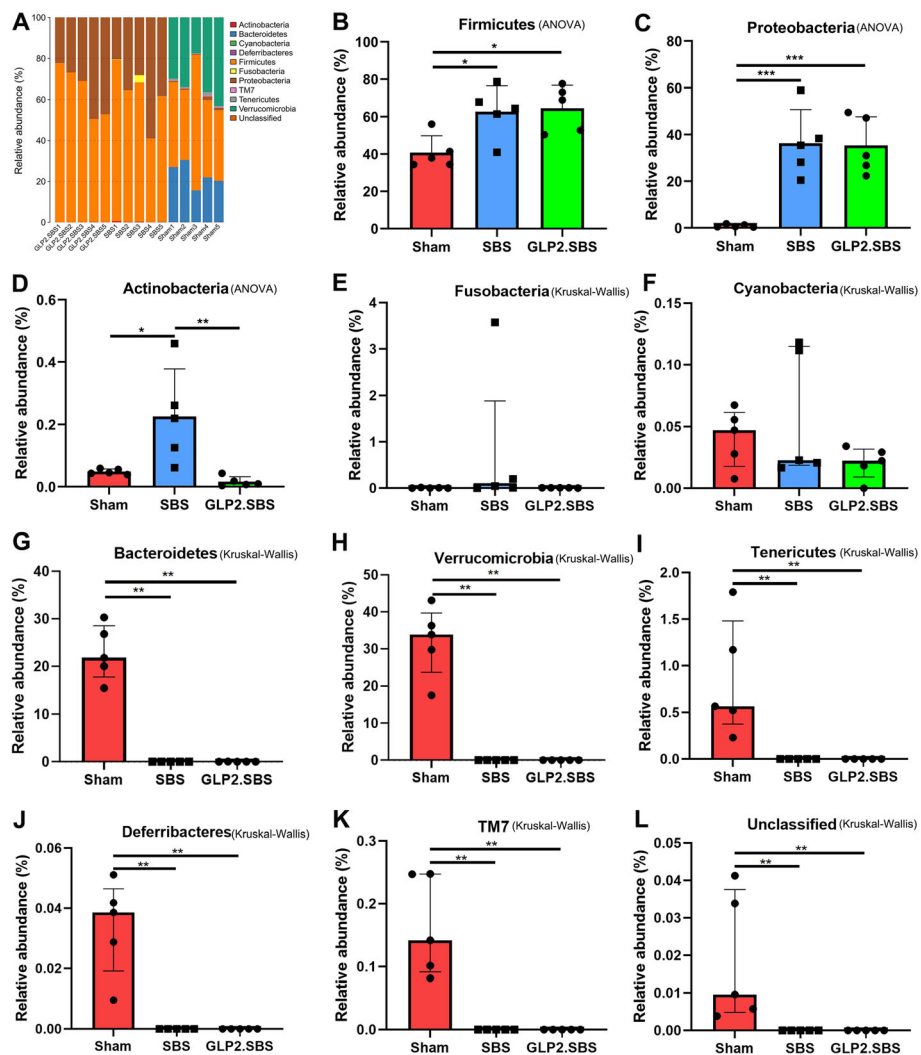 A
Relative abundance (%)
100
80
60
40
20
0
GLP2.SBS1
GLP2.SBS2
GLP2.SBS3
GLP2.SBS4
GLP2.SBS5
SBS1
SBS2
SBS3
SBS4
SBS5
Sham1
Sham2
Sham3
Sham4
Sham5
Actinobacteria
Bacteroidetes
Cyanobacteria
Deferribacteres
Firmicutes
Fusobacteria
Proteobacteria
TM7
Tenericutes
Verrucomicrobia
Unclassified
B
Firmicutes (ANOVA)
Relative abundance (%)
100
80
60
40
20
0
*
*
Sham SBS GLP2.SBS
C
Proteobacteria (ANOVA)
Relative abundance (%)
80
60
40
20
0
***
***
Sham SBS GLP2.SBS
D
Actinobacteria (ANOVA)
Relative abundance (%)
0.6
0.4
0.2
0.0
* **
Sham SBS GLP2.SBS
E
Fusobacteria (Kruskal-Wallis)
Relative abundance (%)
4
3
2
1
0
Sham SBS GLP2.SBS
F
Cyanobacteria (Kruskal-Wallis)
Relative abundance (%)
0.15
0.10
0.05
0.00
Sham SBS GLP2.SBS
G
Bacteroidetes (Kruskal-Wallis)
Relative abundance (%)
40
30
20
10
0
**
**
Sham SBS GLP2.SBS
H
Verrucomicrobia (Kruskal-Wallis)
Relative abundance (%)
50
40
30
20
10
0
**
**
Sham SBS GLP2.SBS
I
Tenericutes (Kruskal-Wallis)
Relative abundance (%)
2.0
1.5
1.0
0.5
0.0
**
**
Sham SBS GLP2.SBS
J
Deferribacteres (Kruskal-Wallis)
Relative abundance (%)
0.06
0.04
0.02
0.00
**
**
Sham SBS GLP2.SBS
K
TM7 (Kruskal-Wallis)
Relative abundance (%)
0.3
0.2
0.1
0.0
**
**
Sham SBS GLP2.SBS
L
Unclassified (Kruskal-Wallis)
Relative abundance (%)
0.05
0.04
0.03
0.02
0.01
0.00
**
**
Sham SBS GLP2.SBS